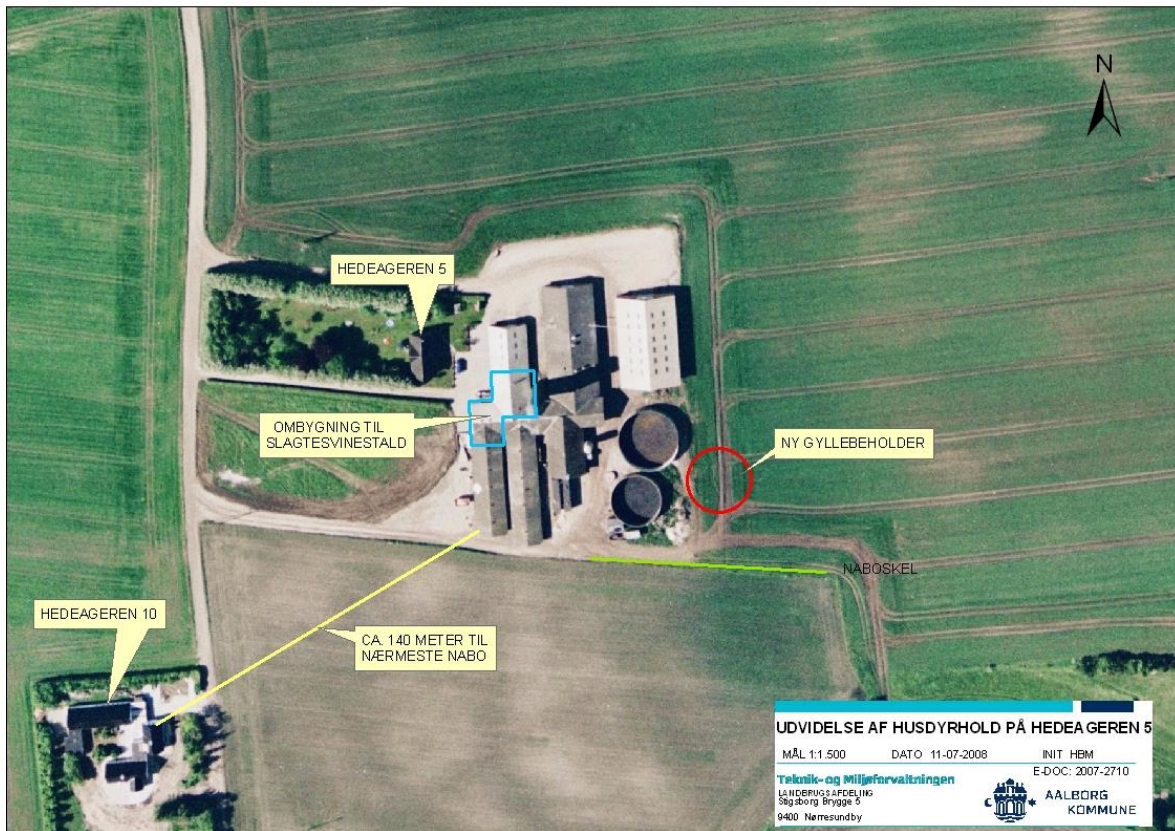 N
HEDEAGEREN 5
OMBYGNING TIL
SLAGTESVINESTALD
NY GYLLEBEHOLDER
NABOSKEL
HEDEAGEREN 10
CA. 140 METER TIL
NÆRMESTE NABO
UDVIDELSE AF HUSDYRHOLD PÅ HEDEAGEREN 5
MÅL 1:1.500 DATO 11-07-2008 INIT HBM
E-DOC: 2007-2710
Teknik- og Miljøforvaltningen
LANDBRUGSAFDELING
Stigsborg Brygge 5
9400 Nørresundby
AALBORG
KOMMUNE